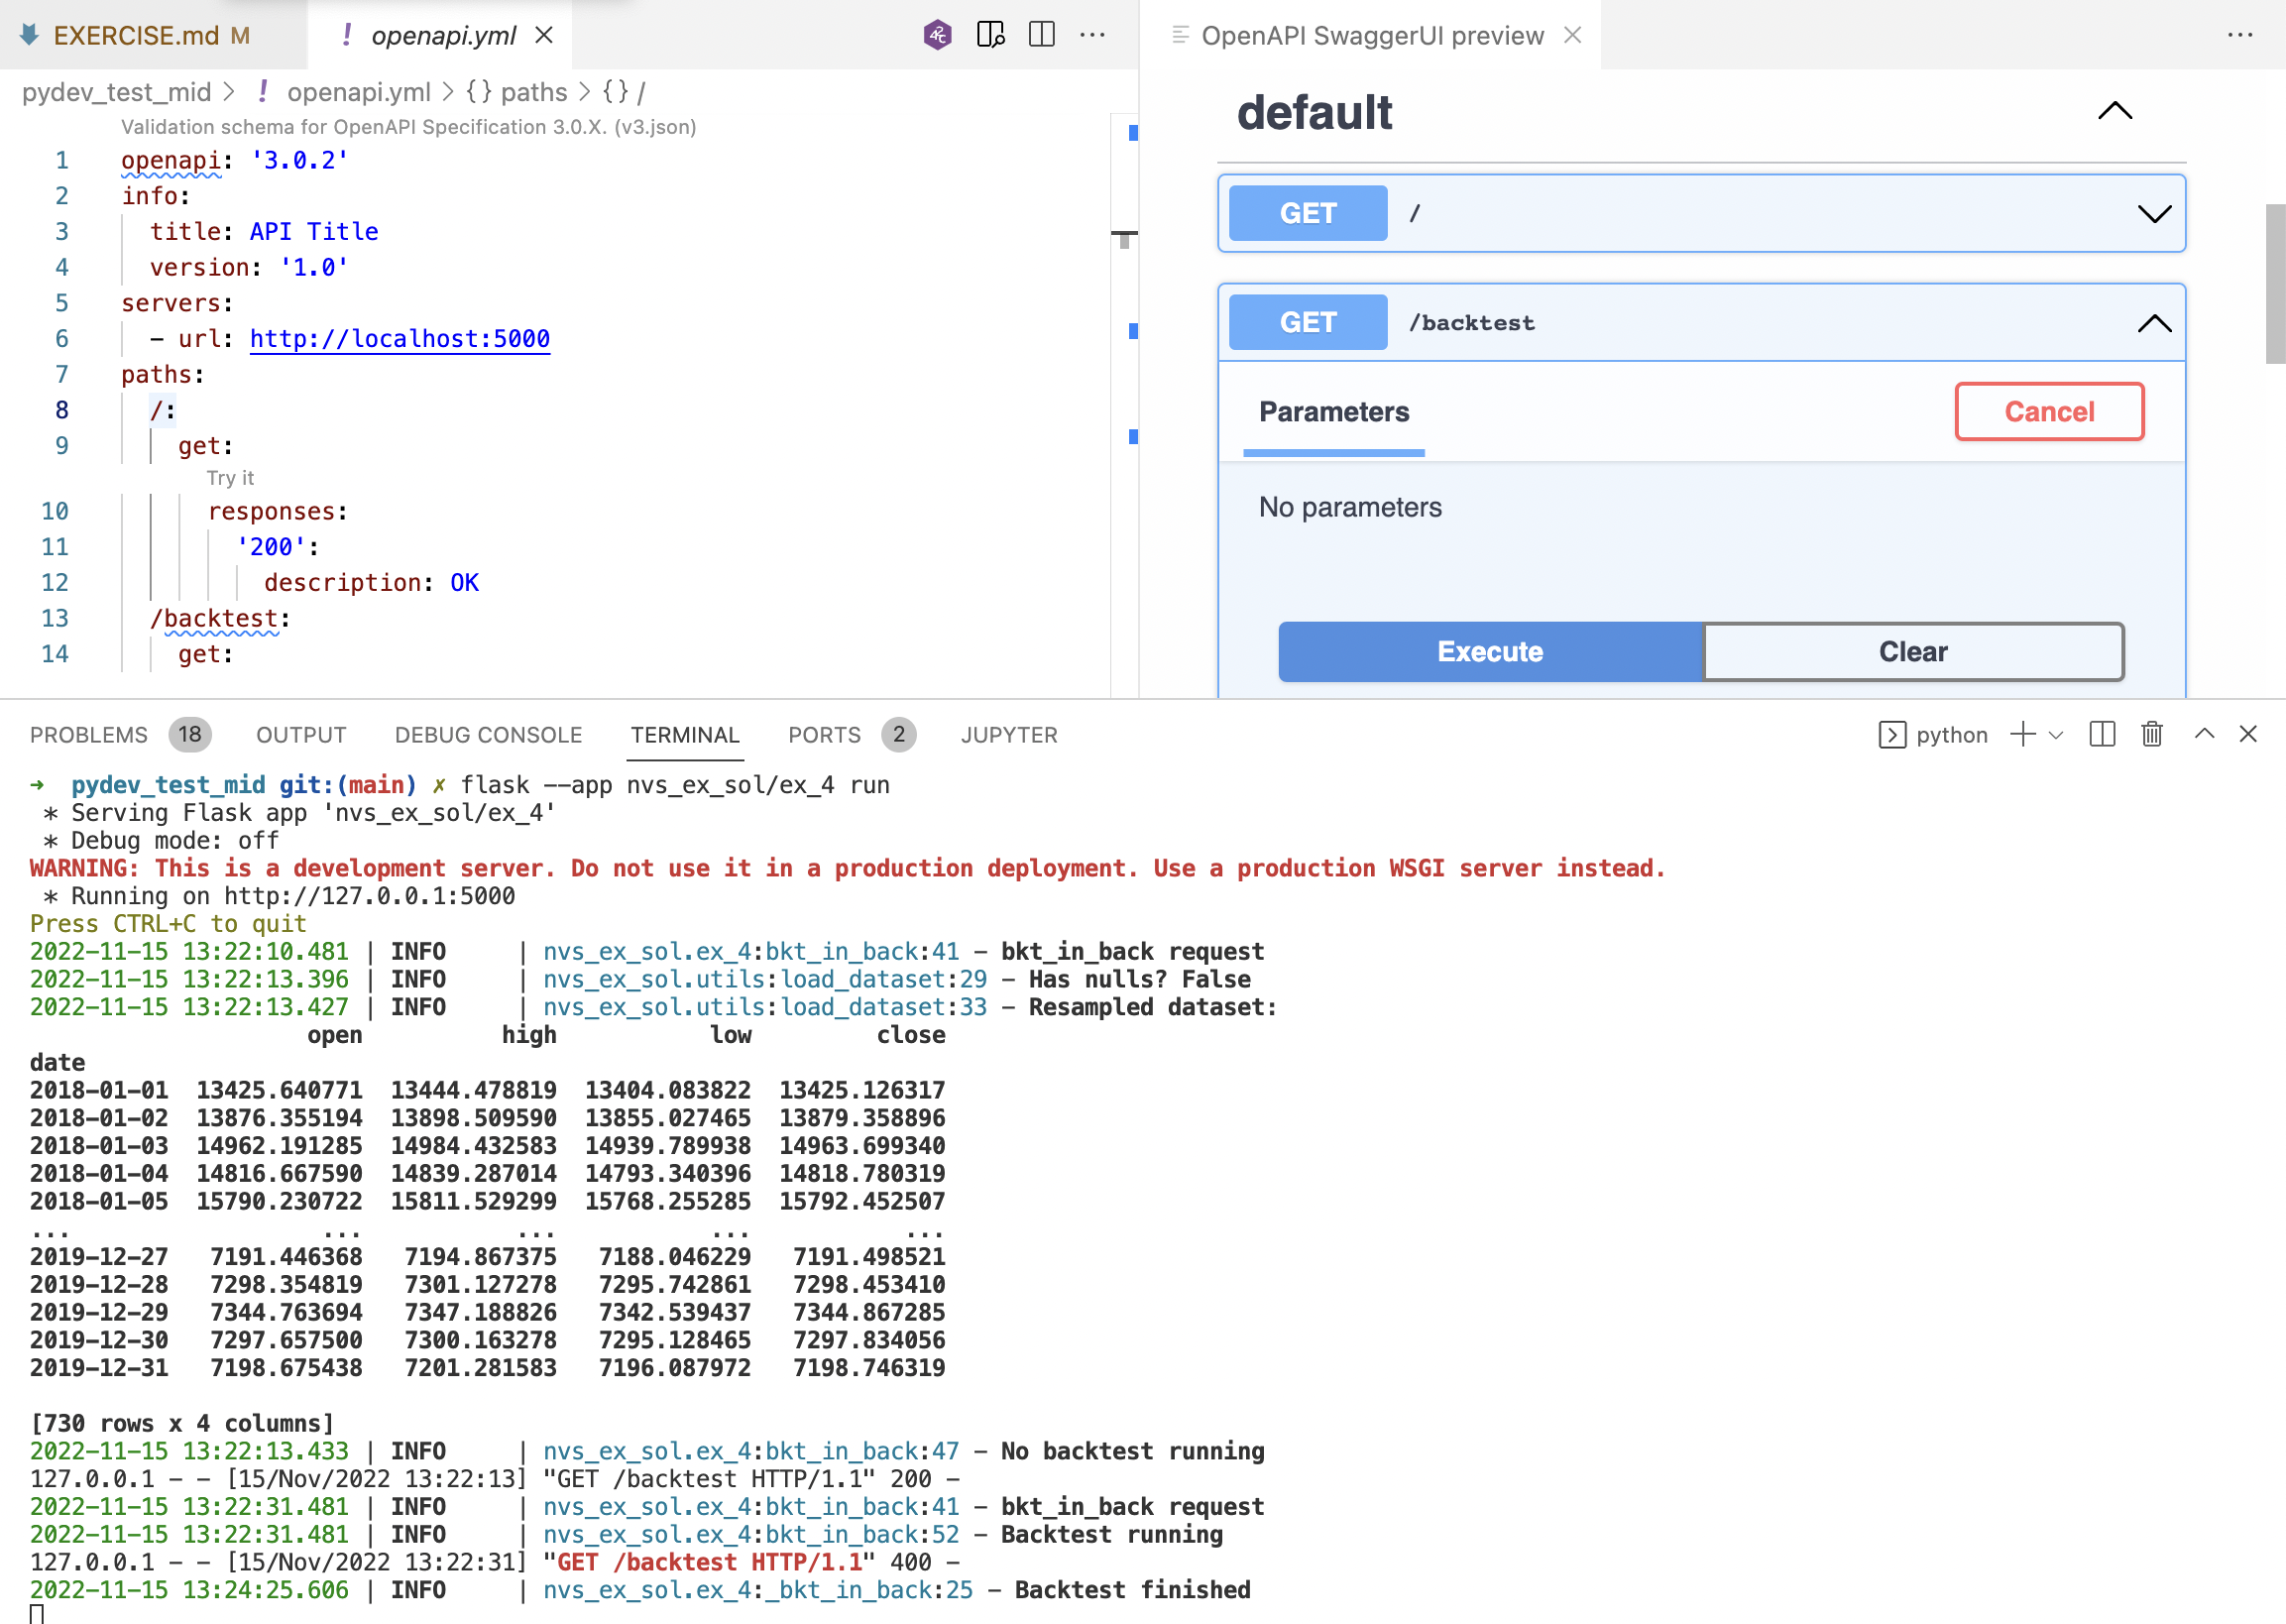 EXERCISE.md M
openapi.yml
pydev_test_mid > ! openapi.yml > {} paths > {} /
Validation schema for OpenAPI Specification 3.0.X. (v3.json)
1 openapi: '3.0.2'
2 info:
3 title: API Title
4 version: '1.0'
5 servers:
6 - url: http://localhost:5000
7 paths:
8 /:
9 get:
Try it
10 responses:
11 '200':
12 description: OK
13 /backtest:
14 get:
OpenAPI SwaggerUI preview
default
GET /
GET /backtest
Parameters
Cancel
No parameters
Execute
Clear
PROBLEMS 18 OUTPUT DEBUG CONSOLE TERMINAL PORTS 2 JUPYTER
python
→ pydev_test_mid git:(main) ✗ flask --app nvs_ex_sol/ex_4 run
* Serving Flask app 'nvs_ex_sol/ex_4'
* Debug mode: off
WARNING: This is a development server. Do not use it in a production deployment. Use a production WSGI server instead.
* Running on http://127.0.0.1:5000
Press CTRL+C to quit
2022-11-15 13:22:10.481 | INFO | nvs_ex_sol.ex_4:bkt_in_back:41 - bkt_in_back request
2022-11-15 13:22:13.396 | INFO | nvs_ex_sol.utils:load_dataset:29 - Has nulls? False
2022-11-15 13:22:13.427 | INFO | nvs_ex_sol.utils:load_dataset:33 - Resampled dataset:
open high low close
date
2018-01-01 13425.640771 13444.478819 13404.083822 13425.126317
2018-01-02 13876.355194 13898.509590 13855.027465 13879.358896
2018-01-03 14962.191285 14984.432583 14939.789938 14963.699340
2018-01-04 14816.667590 14839.287014 14793.340396 14818.780319
2018-01-05 15790.230722 15811.529299 15768.255285 15792.452507
... ... ... ... ...
2019-12-27 7191.446368 7194.867375 7188.046229 7191.498521
2019-12-28 7298.354819 7301.127278 7295.742861 7298.453410
2019-12-29 7344.763694 7347.188826 7342.539437 7344.867285
2019-12-30 7297.657500 7300.163278 7295.128465 7297.834056
2019-12-31 7198.675438 7201.281583 7196.087972 7198.746319
[730 rows x 4 columns]
2022-11-15 13:22:13.433 | INFO | nvs_ex_sol.ex_4:bkt_in_back:47 - No backtest running
127.0.0.1 - - [15/Nov/2022 13:22:13] "GET /backtest HTTP/1.1" 200 -
2022-11-15 13:22:31.481 | INFO | nvs_ex_sol.ex_4:bkt_in_back:41 - bkt_in_back request
2022-11-15 13:22:31.481 | INFO | nvs_ex_sol.ex_4:bkt_in_back:52 - Backtest running
127.0.0.1 - - [15/Nov/2022 13:22:31] "GET /backtest HTTP/1.1" 400 -
2022-11-15 13:24:25.606 | INFO | nvs_ex_sol.ex_4:_bkt_in_back:25 - Backtest finished